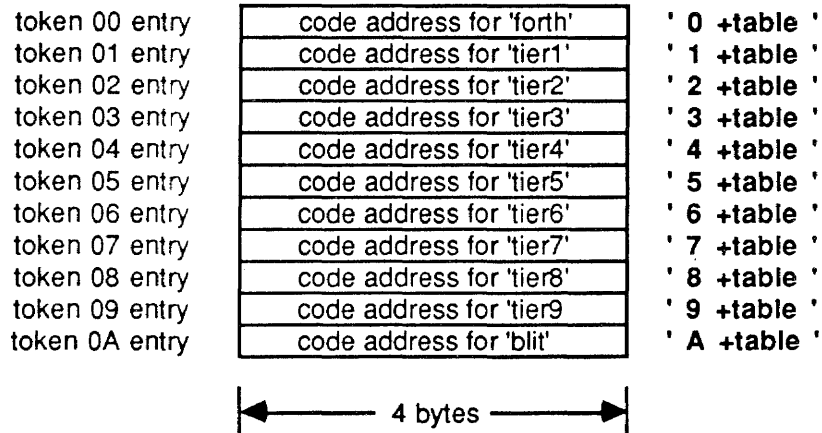 token 00 entry code address for 'forth' ' 0 +table '
token 01 entry code address for 'tier1' ' 1 +table '
token 02 entry code address for 'tier2' ' 2 +table '
token 03 entry code address for 'tier3' ' 3 +table '
token 04 entry code address for 'tier4' ' 4 +table '
token 05 entry code address for 'tier5' ' 5 +table '
token 06 entry code address for 'tier6' ' 6 +table '
token 07 entry code address for 'tier7' ' 7 +table '
token 08 entry code address for 'tier8' ' 8 +table '
token 09 entry code address for 'tier9 ' 9 +table '
token 0A entry code address for 'blit' ' A +table '
4 bytes